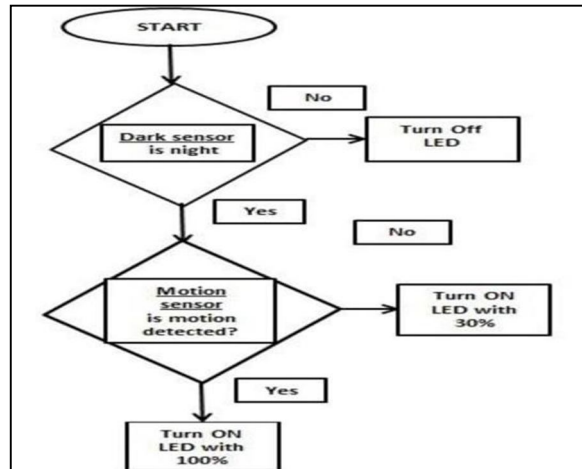 START
No
Dark sensor
is night
Turn Off
LED
Yes
No
Motion
sensor
is motion
detected?
Turn ON
LED with
30%
Yes
Turn ON
LED with
100%